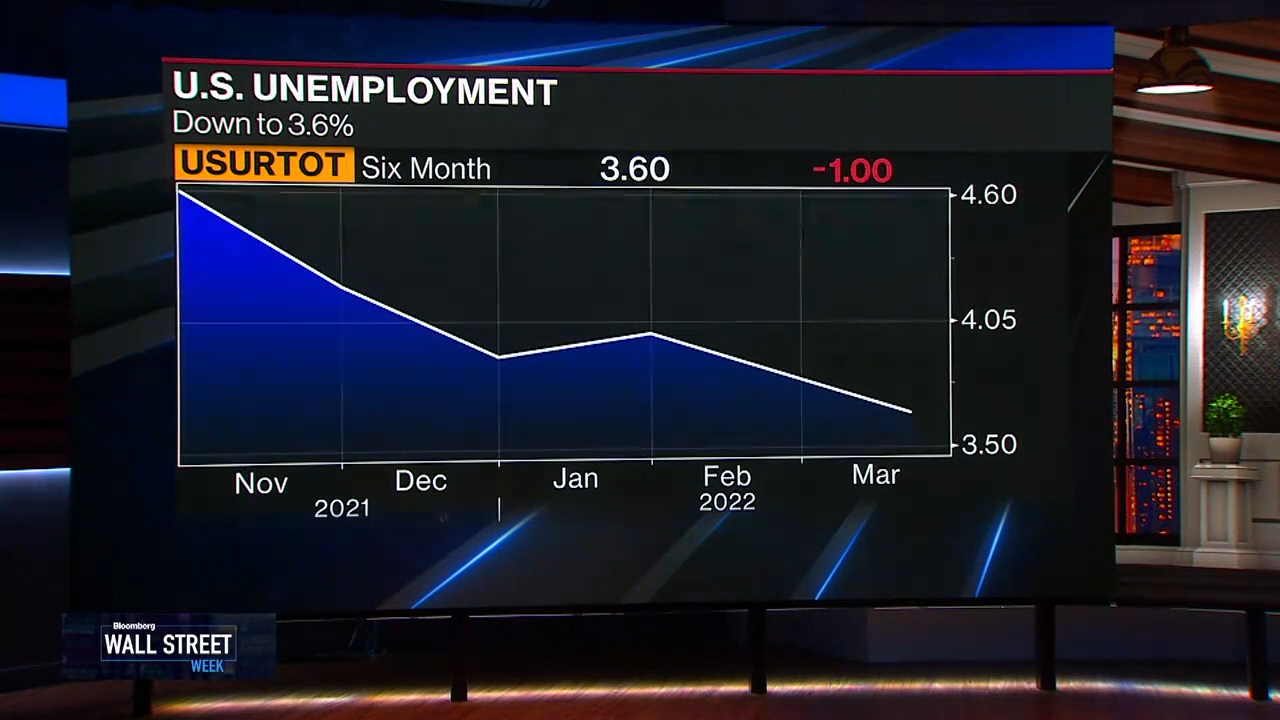 U.S. UNEMPLOYMENT
Down to 3.6%
USURTOT Six Month 3.60 -1.00
4.60
4.05
3.50
Nov Dec Jan Feb Mar
2021 2022
Bloomberg
WALL STREET
WEEK